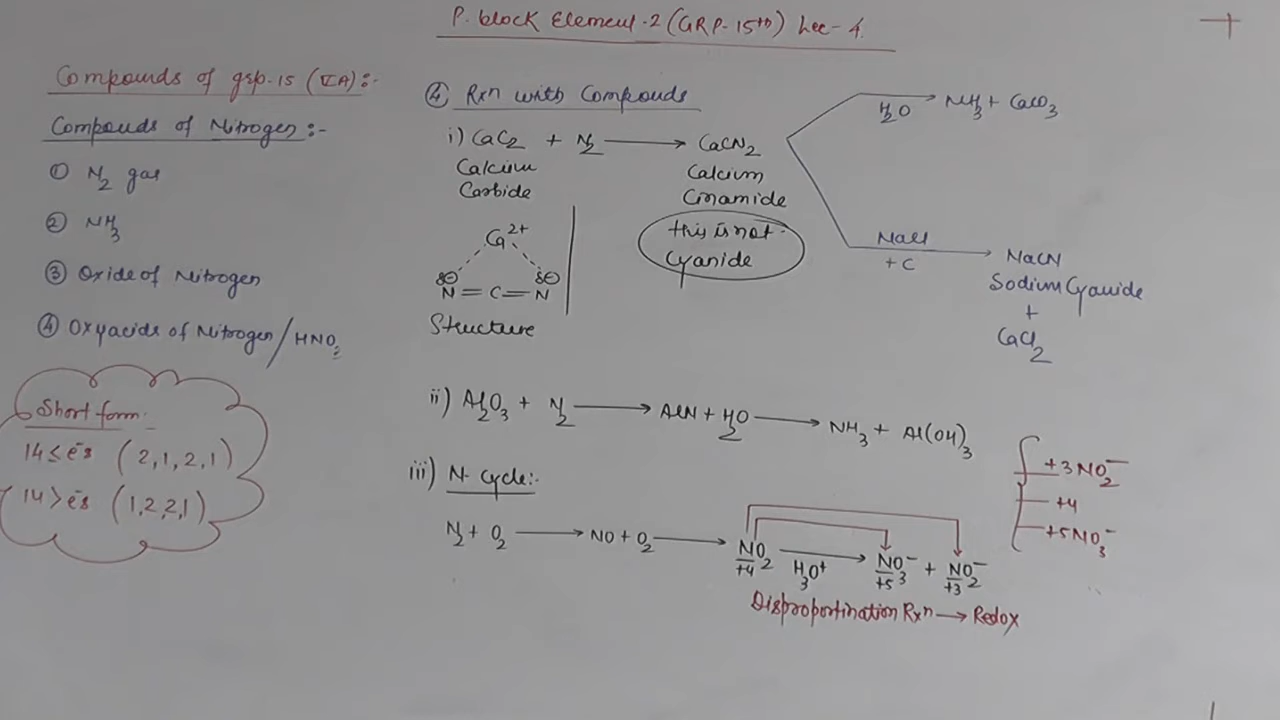 P. block Element-2 (GRP-15th) Lec-4.
Compounds of grp.15 (VA):-
Compouds of Nitrogen:-
① N2 gas
② NH3
③ Oxide of Nitrogen
④ Oxyacids of Nitrogen/HNO2
Short form:
14 ≤ e⁻s (2,1,2,1)
14 > e⁻s (1,2,2,1)
④ Rxn with Compouds
i) CaC2 + N2 ⟶ CaCN2
Calcium Carbide
Calcium Cinamide
this is not Cyanide
Ca2+
N=C=N
Structure
H2O → NH3 + CaCO3
NaCl + C → NaCN
Sodium Cyanide
+
CaCl2
ii) Al2O3 + N2 ⟶ AlN + H2O ⟶ NH3 + Al(OH)3
iii) N-Cycle:-
N2 + O2 ⟶ NO + O2 ⟶ NO2 ⟶ NO3⁻ + NO2⁻
H3O+
+4 +5 +3
Disproportination Rxn → Redox
+3 NO2⁻
+4
+5 NO3⁻